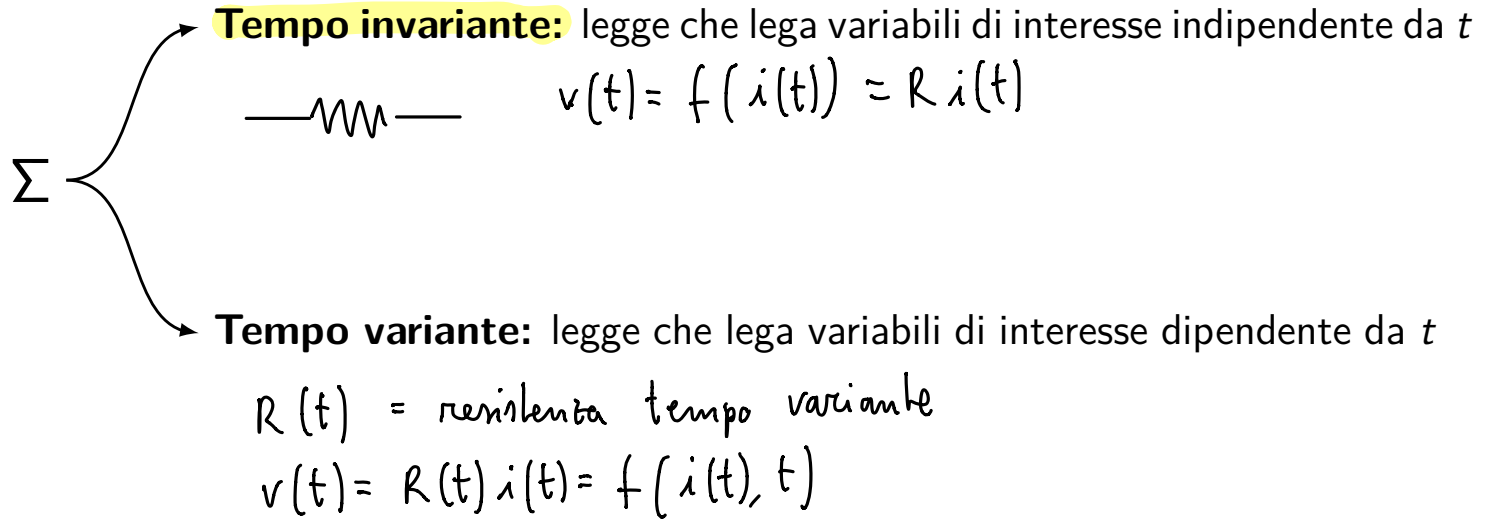 Tempo invariante: legge che lega variabili di interesse indipendente da t
v(t) = f(i(t)) = R i(t)
Σ
Tempo variante: legge che lega variabili di interesse dipendente da t
R(t) = resistenza tempo variante
v(t) = R(t) i(t) = f(i(t), t)